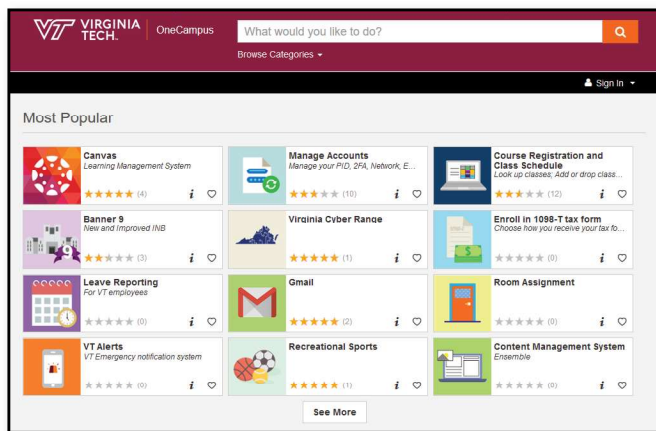 VT VIRGINIA TECH.
OneCampus
What would you like to do?
Browse Categories
Sign In
Most Popular
Canvas
Learning Management System
(4)
Manage Accounts
Manage your PID, 2FA, Network, E...
(10)
Course Registration and
Class Schedule
Look up classes; Add or drop class...
(12)
Banner 9
New and Improved INB
9
(3)
Virginia Cyber Range
(1)
Enroll in 1098-T tax form
Choose how you receive your tax fo...
$
(0)
Leave Reporting
For VT employees
(0)
Gmail
(2)
Room Assignment
(0)
VT Alerts
VT Emergency notification system
(0)
Recreational Sports
(1)
Content Management System
Ensemble
(0)
See More